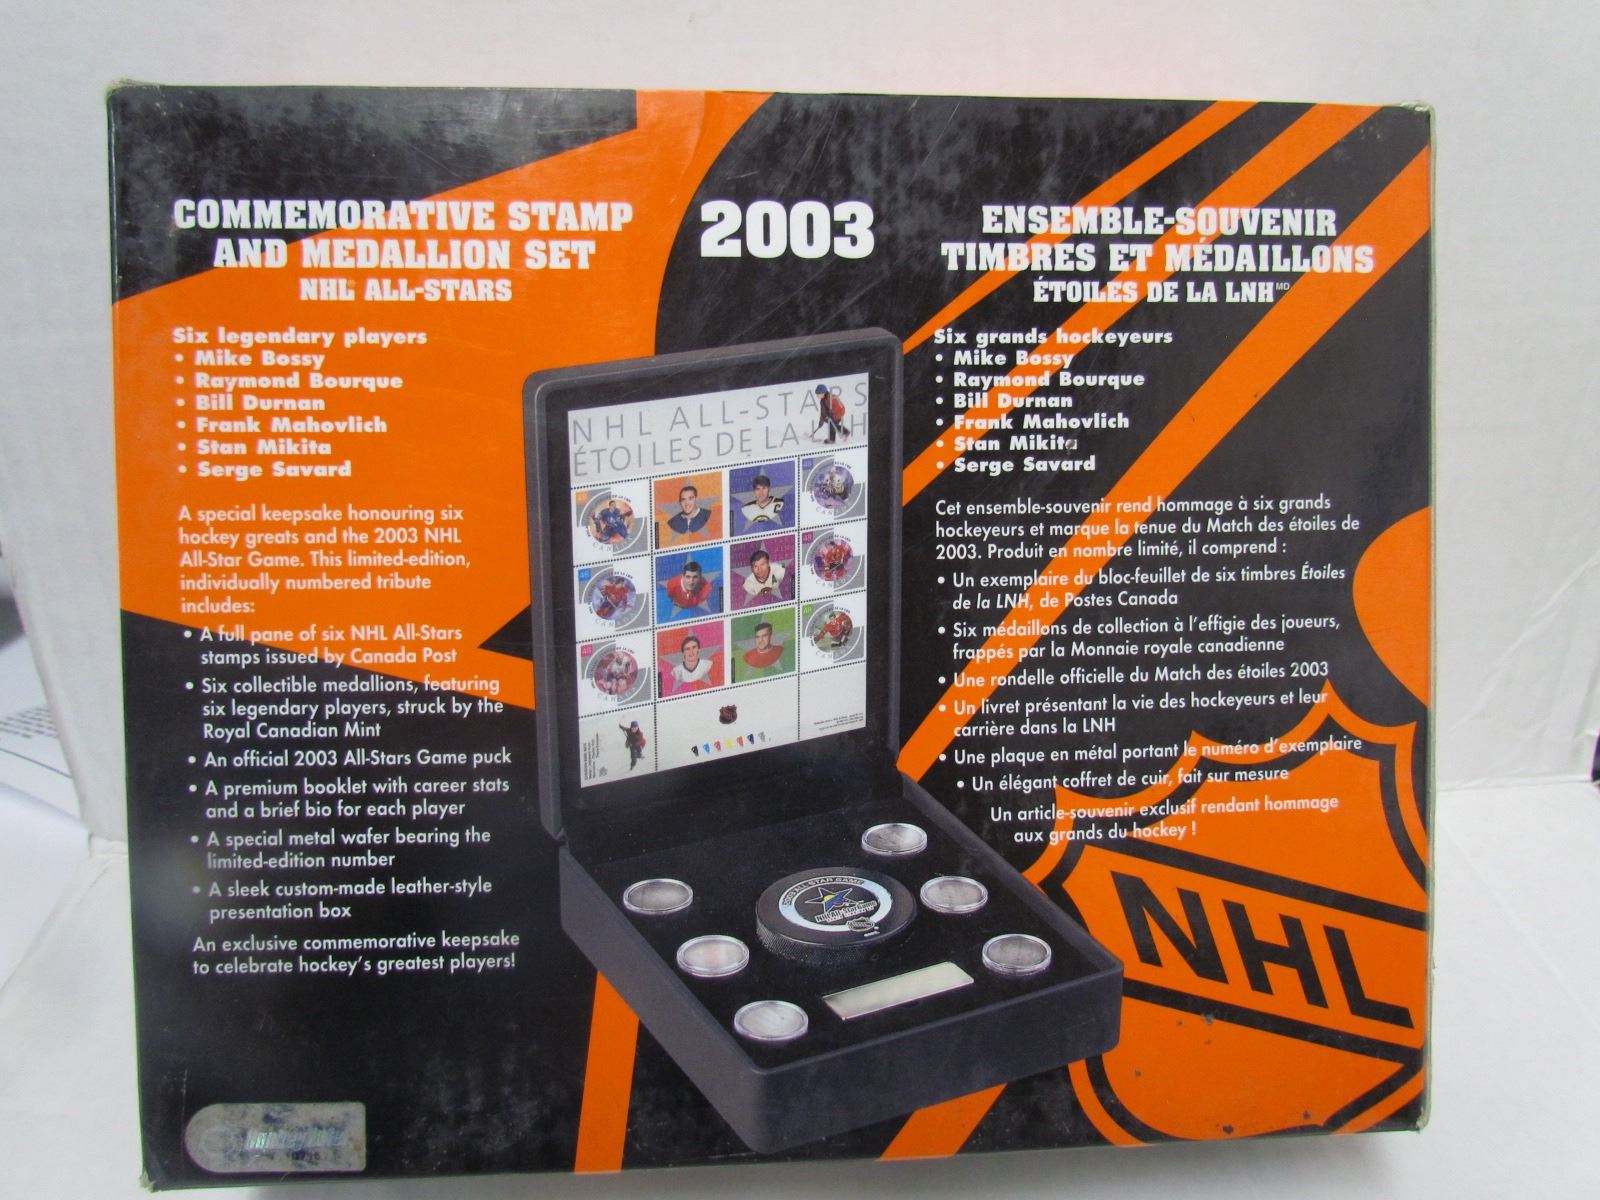 COMMEMORATIVE STAMP
AND MEDALLION SET
NHL ALL-STARS
Six legendary players
• Mike Bossy
• Raymond Bourque
• Bill Durnan
• Frank Mahovlich
• Stan Mikita
• Serge Savard
A special keepsake honouring six
hockey greats and the 2003 NHL
All-Star Game. This limited-edition,
individually numbered tribute
includes:
• A full pane of six NHL All-Stars
stamps issued by Canada Post
• Six collectible medallions, featuring
six legendary players, struck by the
Royal Canadian Mint
• An official 2003 All-Stars Game puck
• A premium booklet with career stats
and a brief bio for each player
• A special metal wafer bearing the
limited-edition number
• A sleek custom-made leather-style
presentation box
An exclusive commemorative keepsake
to celebrate hockey's greatest players!
2003
NHL ALL-STARS
ÉTOILES DE LA LNH
48
48
48
48
48
48
2003 ALL STAR GAME
ENSEMBLE-SOUVENIR
TIMBRES ET MÉDAILLONS
ÉTOILES DE LA LNH MD
Six grands hockeyeurs
• Mike Bossy
• Raymond Bourque
• Bill Durnan
• Frank Mahovlich
• Stan Mikita
• Serge Savard
Cet ensemble-souvenir rend hommage à six grands
hockeyeurs et marque la tenue du Match des étoiles de
2003. Produit en nombre limité, il comprend :
• Un exemplaire du bloc-feuillet de six timbres Étoiles
de la LNH, de Postes Canada
• Six médaillons de collection à l'effigie des joueurs,
frappés par la Monnaie royale canadienne
• Une rondelle officielle du Match des étoiles 2003
• Un livret présentant la vie des hockeyeurs et leur
carrière dans la LNH
• Une plaque en métal portant le numéro d'exemplaire
• Un élégant coffret de cuir, fait sur mesure
Un article-souvenir exclusif rendant hommage
aux grands du hockey !
NHL